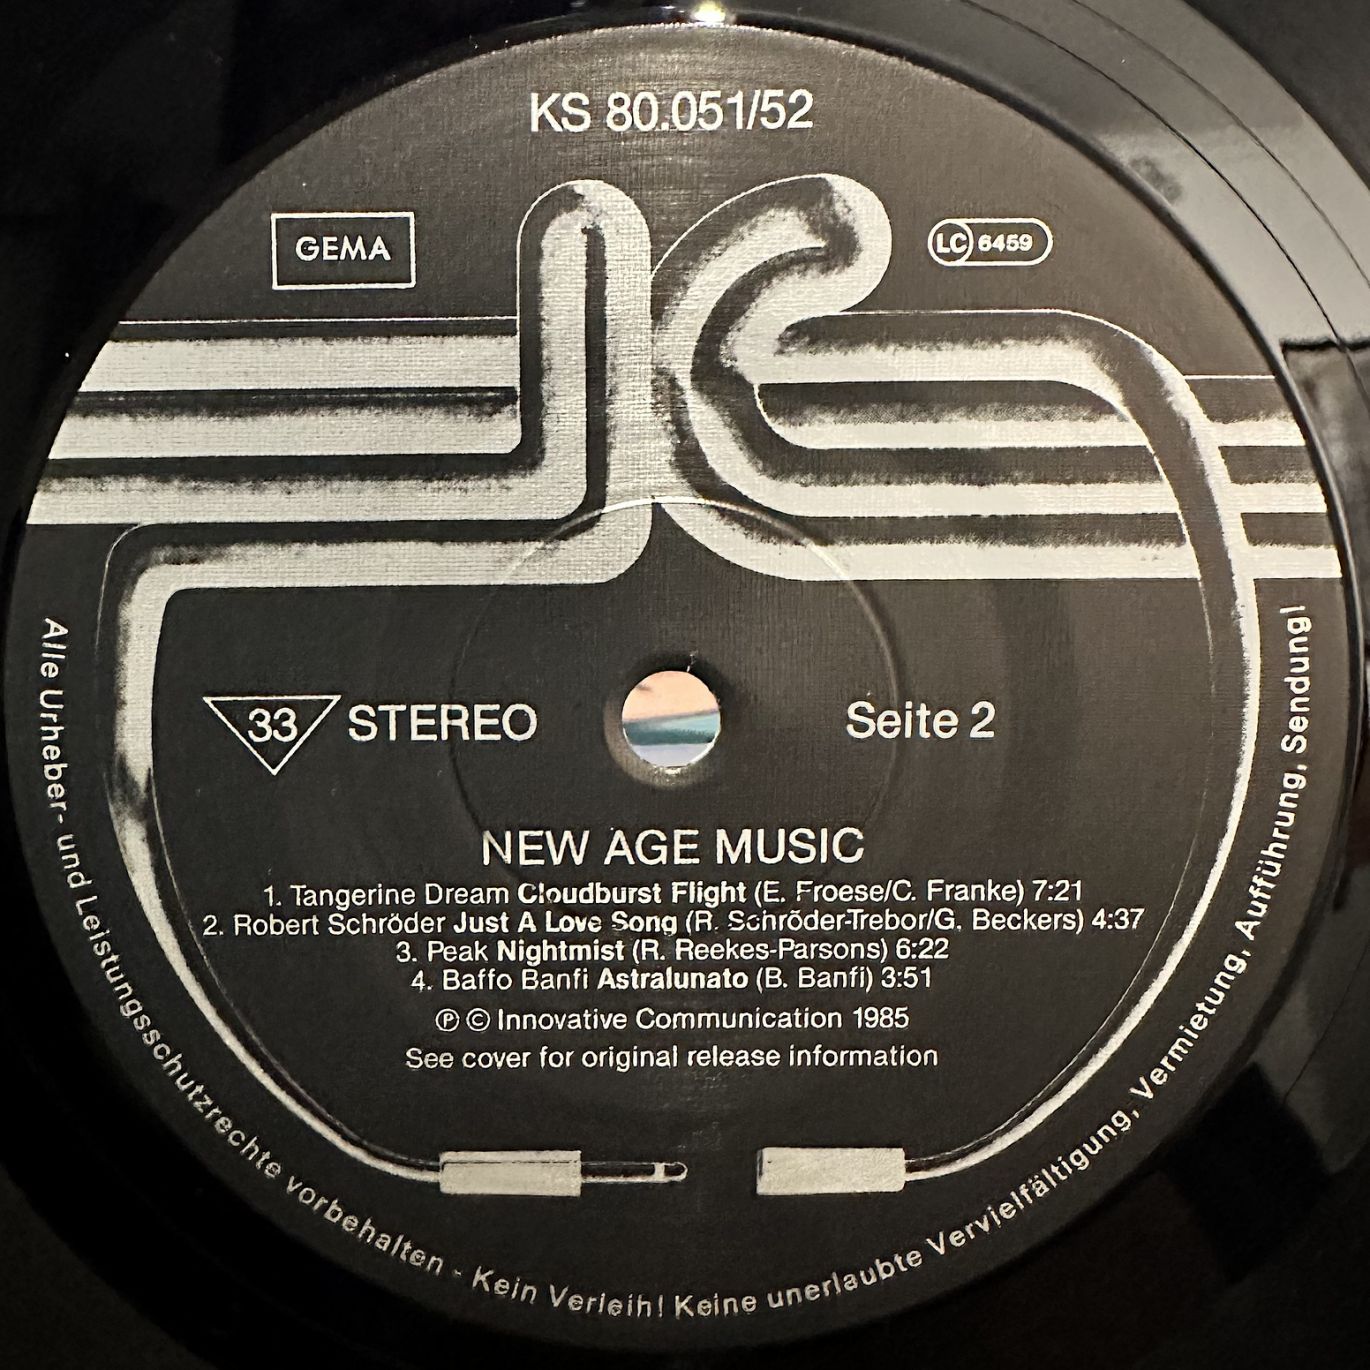 KS 80.051/52
GEMA
LC 6459
33 STEREO
Seite 2
NEW AGE MUSIC
1. Tangerine Dream Cloudburst Flight (E. Froese/C. Franke) 7:21
2. Robert Schröder Just A Love Song (R. Schröder-Trebor/G. Beckers) 4:37
3. Peak Nightmist (R. Reekes-Parsons) 6:22
4. Baffo Banfi Astralunato (B. Banfi) 3:51
Ⓟ © Innovative Communication 1985
See cover for original release information
Alle Urheber- und Leistungsschutzrechte vorbehalten - Kein Verleih! Keine unerlaubte Vervielfältigung, Vermietung, Aufführung, Sendung!